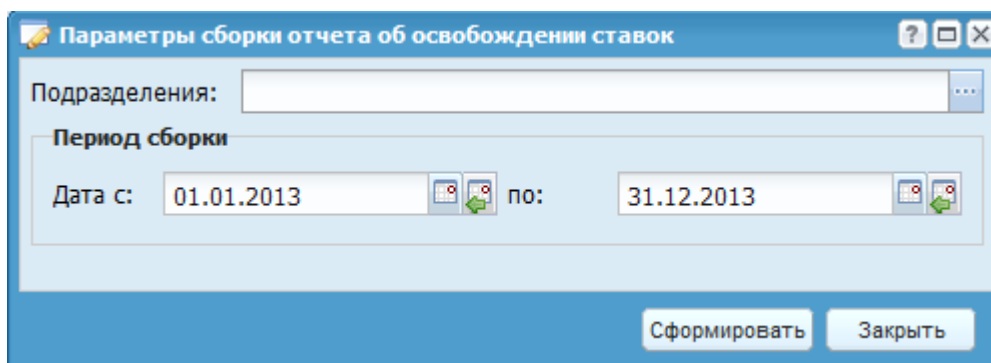 Параметры сборки отчета об освобождении ставок
Подразделения:
Период сборки
Дата с: 01.01.2013 по: 31.12.2013
Сформировать Закрыть